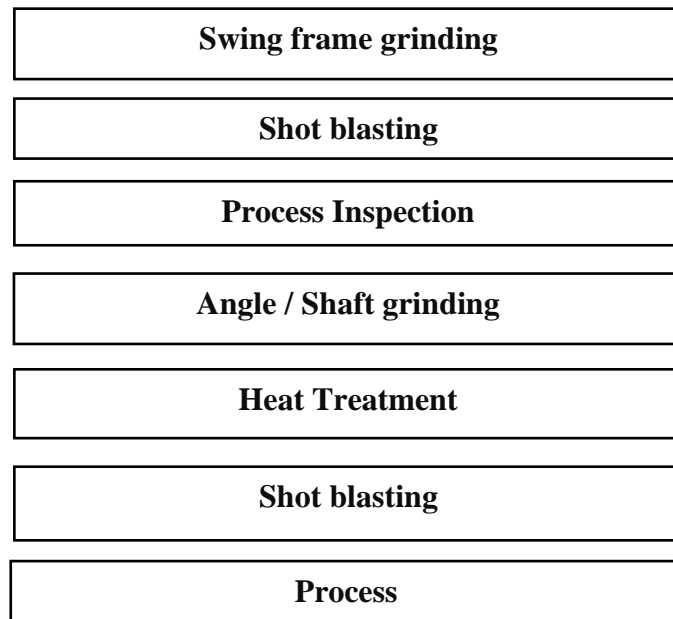 Swing frame grinding
Shot blasting
Process Inspection
Angle / Shaft grinding
Heat Treatment
Shot blasting
Process